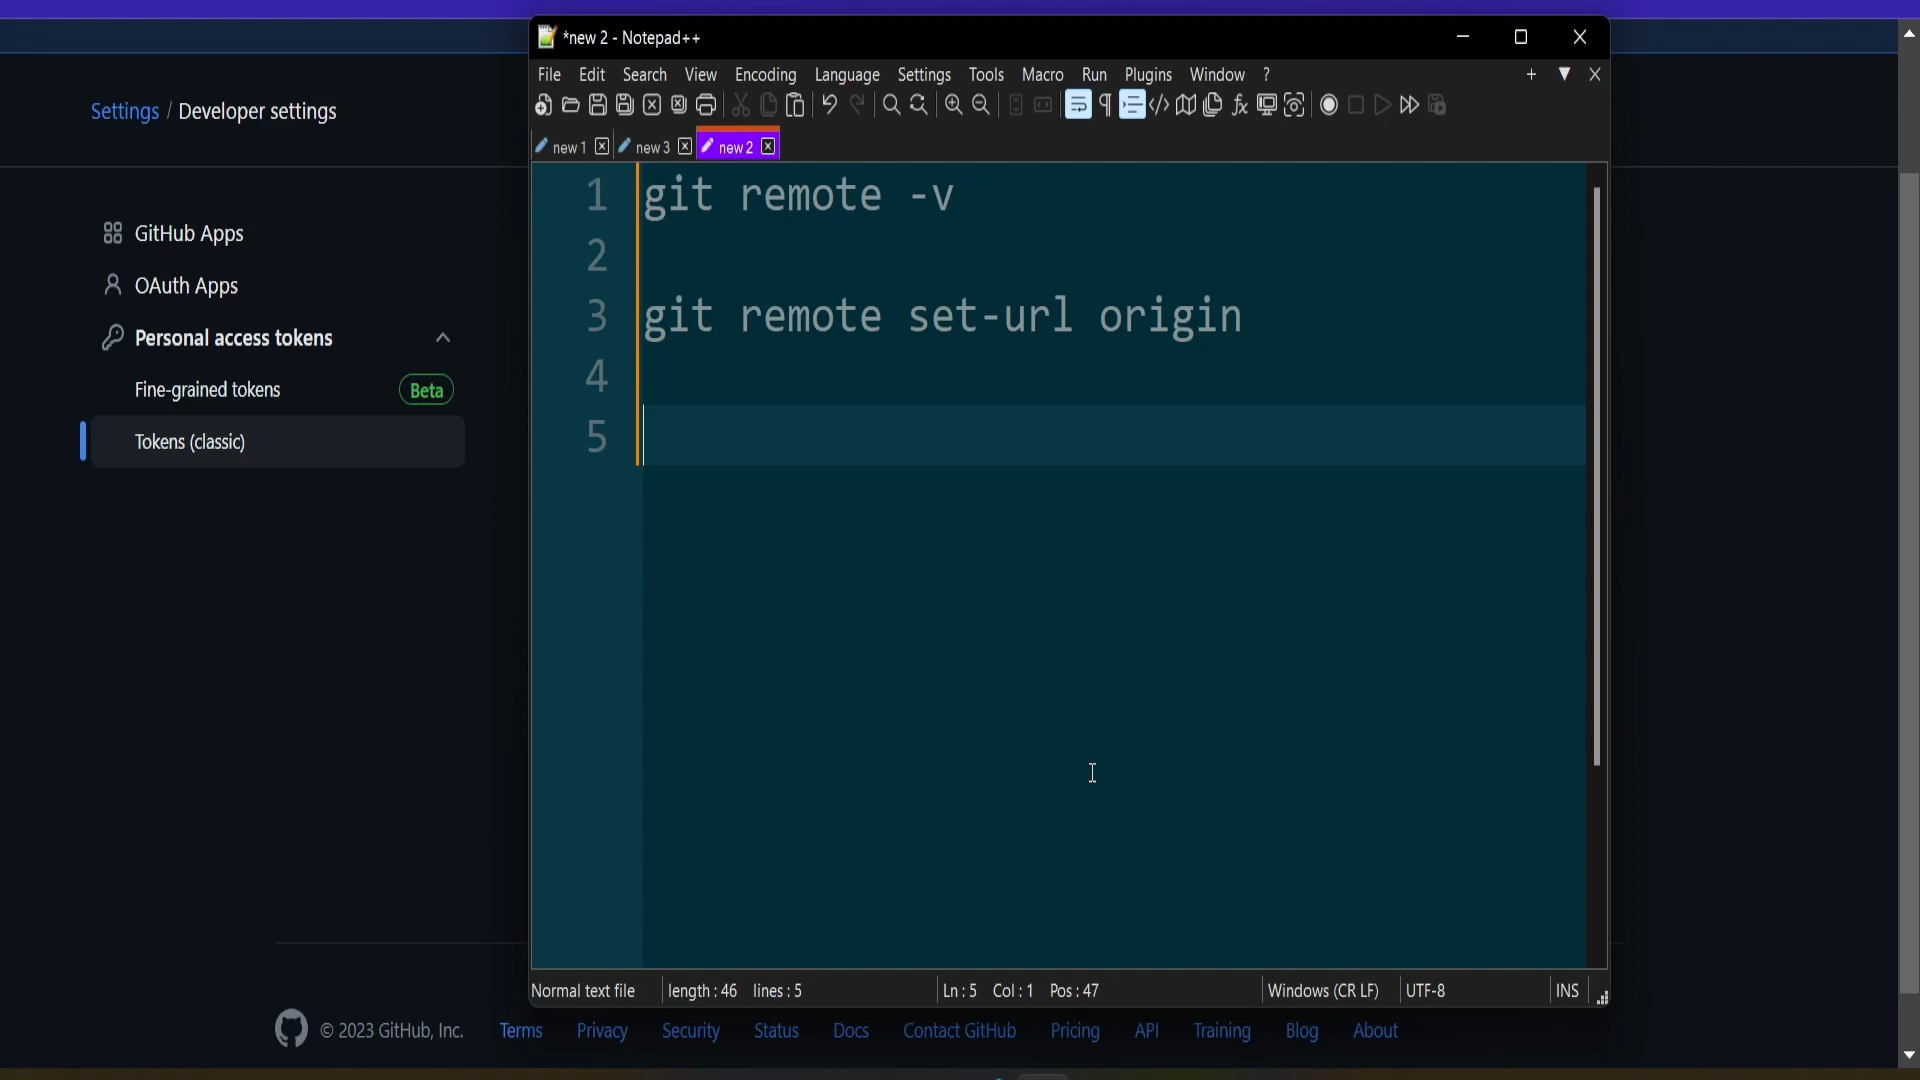 *new 2 - Notepad++
File Edit Search View Encoding Language Settings Tools Macro Run Plugins Window ?
new 1 new 3 new 2
Settings / Developer settings
GitHub Apps
OAuth Apps
Personal access tokens
Fine-grained tokens Beta
Tokens (classic)
1 git remote -v
2
3 git remote set-url origin
4
5
Normal text file length : 46 lines : 5 Ln : 5 Col : 1 Pos : 47 Windows (CR LF) UTF-8 INS
© 2023 GitHub, Inc. Terms Privacy Security Status Docs Contact GitHub Pricing API Training Blog About